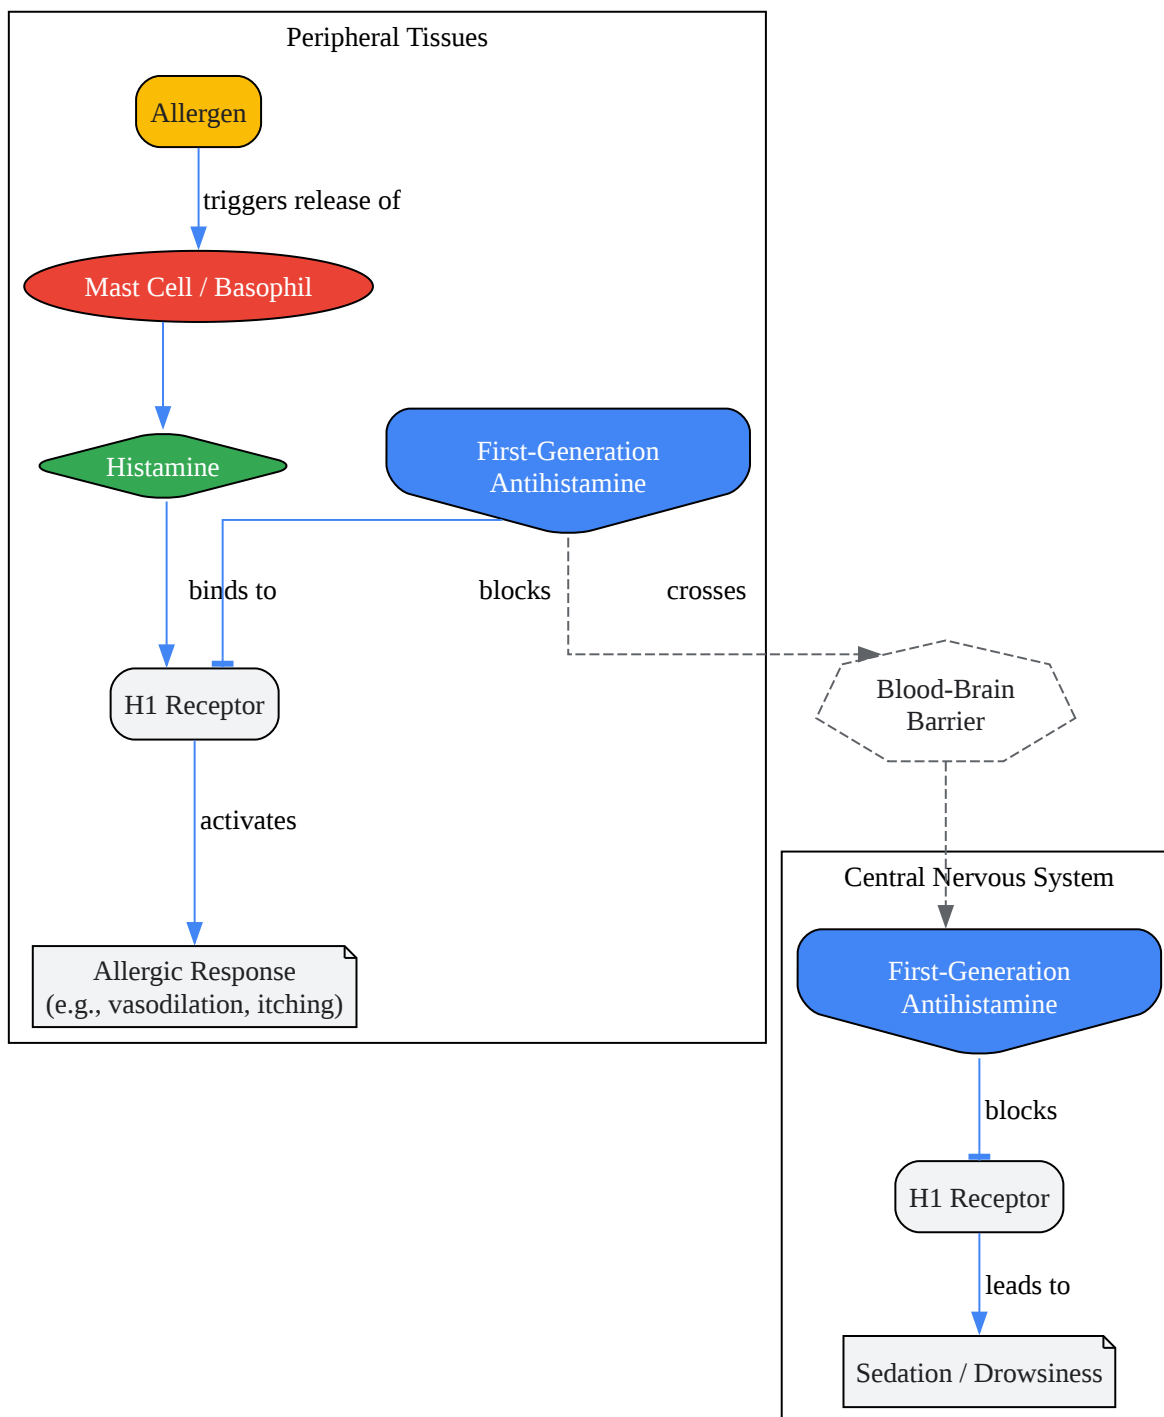 Peripheral Tissues
Allergen
triggers release of
Mast Cell / Basophil
Histamine
First-Generation
Antihistamine
binds to
blocks
crosses
H1 Receptor
activates
Allergic Response
(e.g., vasodilation, itching)
Blood-Brain
Barrier
Central Nervous System
First-Generation
Antihistamine
blocks
H1 Receptor
leads to
Sedation / Drowsiness